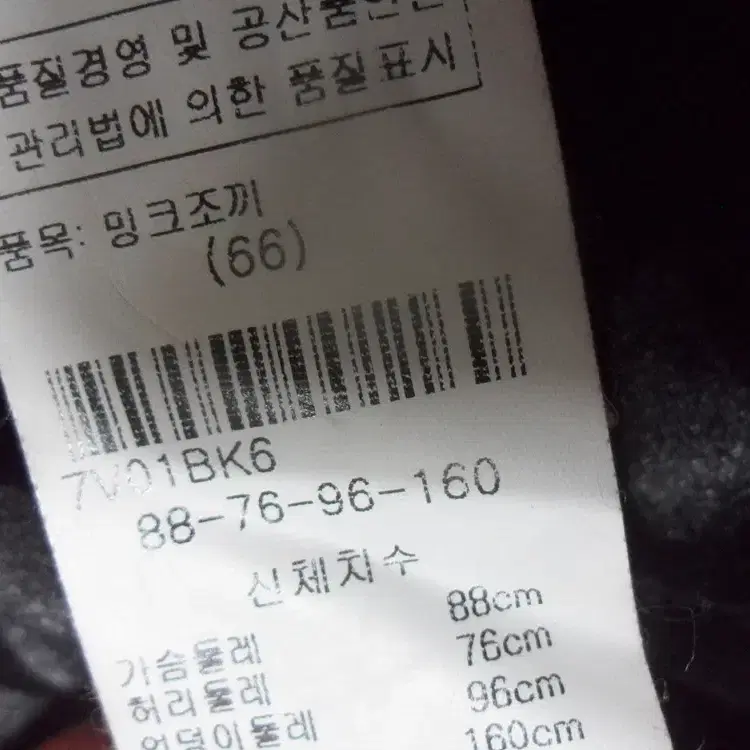 품질경영 및 공산품안전
관리법에 의한 품질표시
품목: 밍크조끼
(66)
7V01BK6
88-76-96-160
신체치수
88cm
가슴둘레 76cm
허리둘레 96cm
엉덩이둘레 160cm